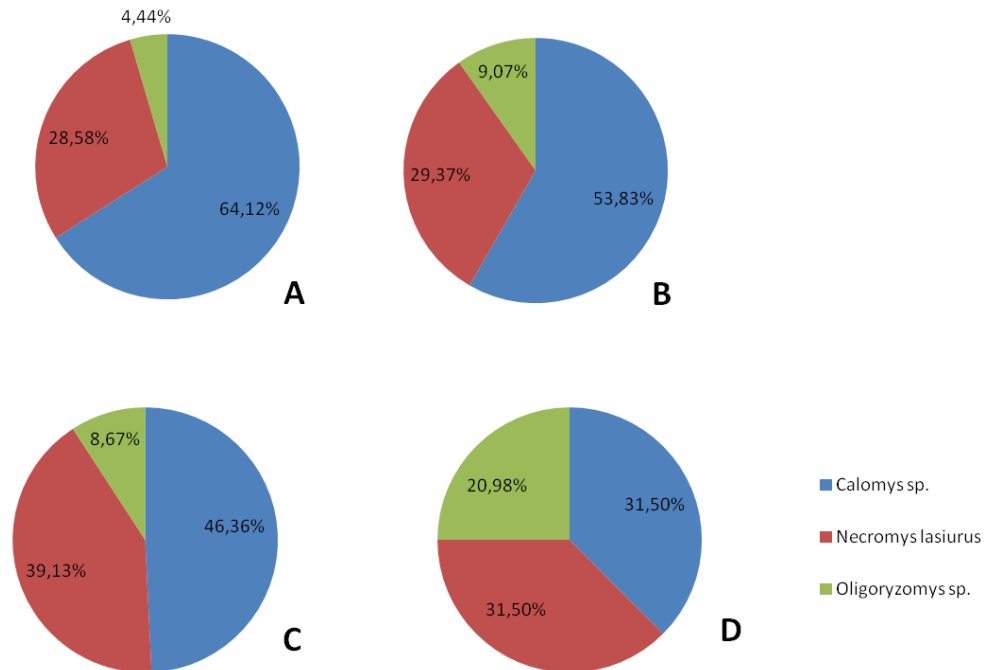 4,44%
28,58%
64,12%
A
9,07%
29,37%
53,83%
B
8,67%
46,36%
39,13%
C
20,98%
31,50%
31,50%
D
Calomys sp.
Necromys lasiurus
Oligoryzomys sp.